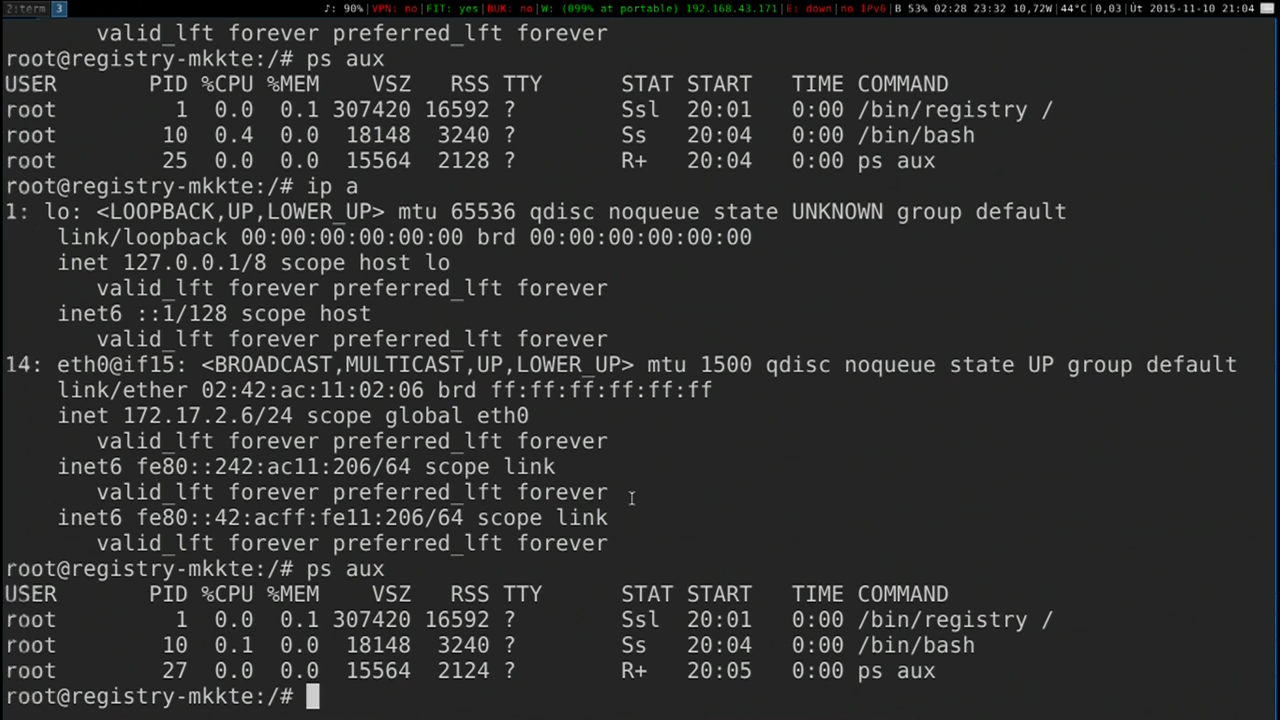 2:term 3 ♪: 90%|VPN: no|FIT: yes|BUK: no|W: (099% at portable) 192.168.43.171|E: down|no IPv6|B 53% 02:28 23:32 10,72W|44°C|0,03|Út 2015-11-10 21:04
valid_lft forever preferred_lft forever
root@registry-mkkte:/# ps aux
USER PID %CPU %MEM VSZ RSS TTY STAT START TIME COMMAND
root 1 0.0 0.1 307420 16592 ? Ssl 20:01 0:00 /bin/registry /
root 10 0.4 0.0 18148 3240 ? Ss 20:04 0:00 /bin/bash
root 25 0.0 0.0 15564 2128 ? R+ 20:04 0:00 ps aux
root@registry-mkkte:/# ip a
1: lo: <LOOPBACK,UP,LOWER_UP> mtu 65536 qdisc noqueue state UNKNOWN group default
link/loopback 00:00:00:00:00:00 brd 00:00:00:00:00:00
inet 127.0.0.1/8 scope host lo
valid_lft forever preferred_lft forever
inet6 ::1/128 scope host
valid_lft forever preferred_lft forever
14: eth0@if15: <BROADCAST,MULTICAST,UP,LOWER_UP> mtu 1500 qdisc noqueue state UP group default
link/ether 02:42:ac:11:02:06 brd ff:ff:ff:ff:ff:ff
inet 172.17.2.6/24 scope global eth0
valid_lft forever preferred_lft forever
inet6 fe80::242:ac11:206/64 scope link
valid_lft forever preferred_lft forever
inet6 fe80::42:acff:fe11:206/64 scope link
valid_lft forever preferred_lft forever
root@registry-mkkte:/# ps aux
USER PID %CPU %MEM VSZ RSS TTY STAT START TIME COMMAND
root 1 0.0 0.1 307420 16592 ? Ssl 20:01 0:00 /bin/registry /
root 10 0.1 0.0 18148 3240 ? Ss 20:04 0:00 /bin/bash
root 27 0.0 0.0 15564 2124 ? R+ 20:05 0:00 ps aux
root@registry-mkkte:/#